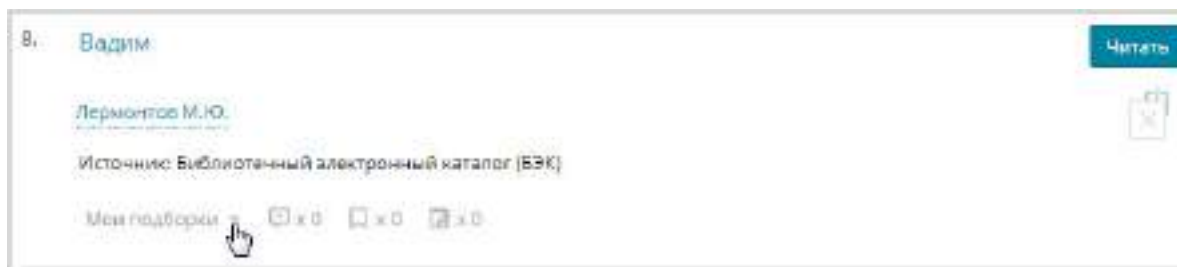 8. Вадим
Читать
Лермонтов М.Ю.
Источник: Библиотечный электронный каталог (БЭК)
Мои подборки x 0 x 0 x 0